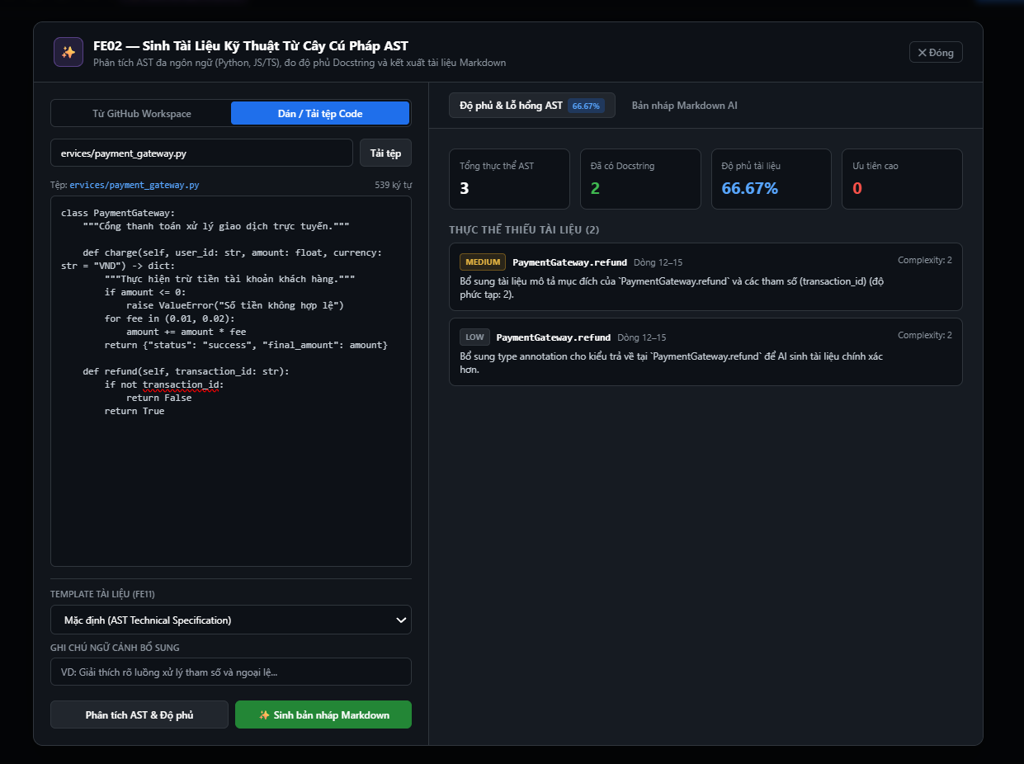 FE02 — Sinh Tài Liệu Kỹ Thuật Từ Cây Cú Pháp AST
Phân tích AST đa ngôn ngữ (Python, JS/TS), đo độ phủ Docstring và kết xuất tài liệu Markdown
Đóng
Từ GitHub Workspace
Dán / Tải tệp Code
ervices/payment_gateway.py
Tải tệp
Tệp: ervices/payment_gateway.py
539 ký tự
class PaymentGateway:
    """Cổng thanh toán xử lý giao dịch trực tuyến."""
    def charge(self, user_id: str, amount: float, currency:
str = "VND") -> dict:
        """Thực hiện trừ tiền tài khoản khách hàng."""
        if amount <= 0:
            raise ValueError("Số tiền không hợp lệ")
        for fee in (0.01, 0.02):
            amount += amount * fee
        return {"status": "success", "final_amount": amount}
    def refund(self, transaction_id: str):
        if not transaction_id:
            return False
        return True
TEMPLATE TÀI LIỆU (FE11)
Mặc định (AST Technical Specification)
GHI CHÚ NGỮ CẢNH BỔ SUNG
VD: Giải thích rõ luồng xử lý tham số và ngoại lệ...
Phân tích AST & Độ phủ
Sinh bản nháp Markdown
Độ phủ & Lỗ hổng AST 66.67%
Bản nháp Markdown AI
Tổng thực thể AST
3
Đã có Docstring
2
Độ phủ tài liệu
66.67%
Ưu tiên cao
0
THỰC THỂ THIẾU TÀI LIỆU (2)
MEDIUM PaymentGateway.refund Dòng 12–15
Complexity: 2
Bổ sung tài liệu mô tả mục đích của `PaymentGateway.refund` và các tham số (transaction_id) (độ
phức tạp: 2).
LOW PaymentGateway.refund Dòng 12–15
Complexity: 2
Bổ sung type annotation cho kiểu trả về tại `PaymentGateway.refund` để AI sinh tài liệu chính xác
hơn.